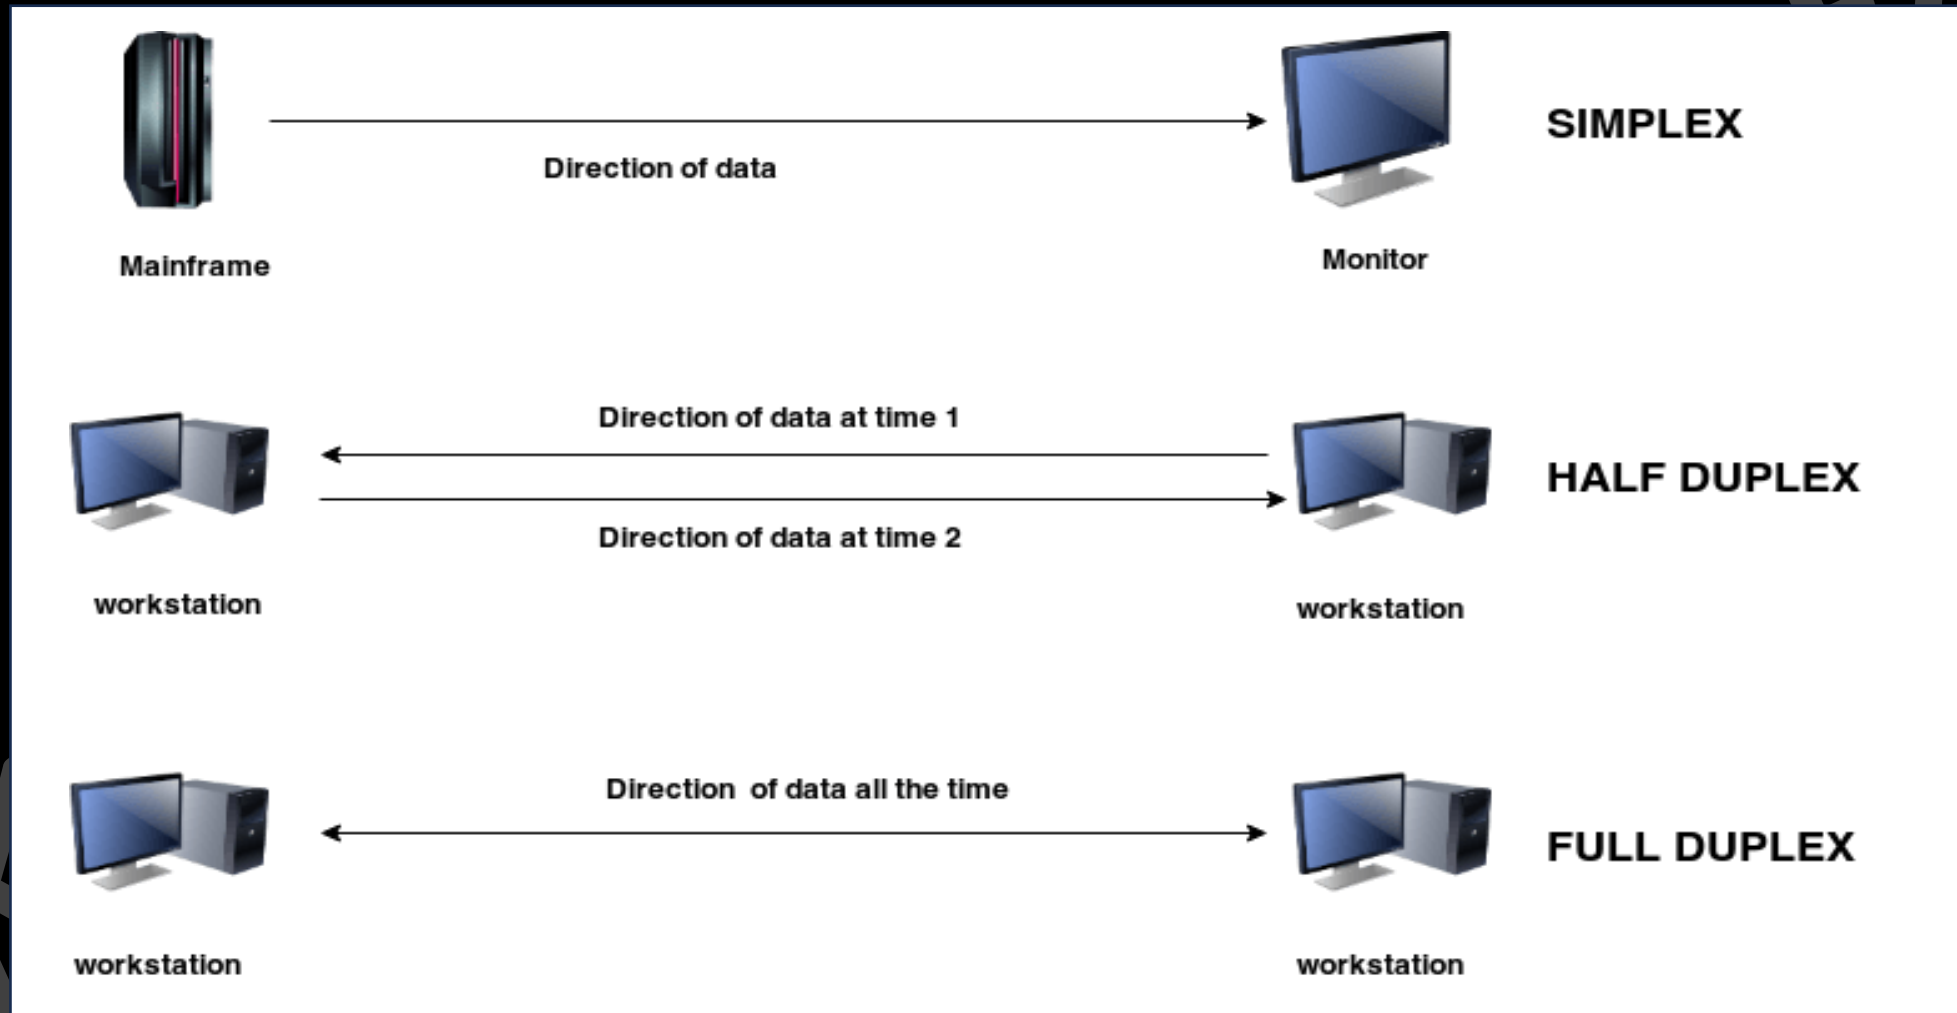 SIMPLEX
Direction of data
Mainframe
Monitor
Direction of data at time 1
HALF DUPLEX
Direction of data at time 2
workstation
workstation
Direction  of data all the time
FULL DUPLEX
workstation
workstation